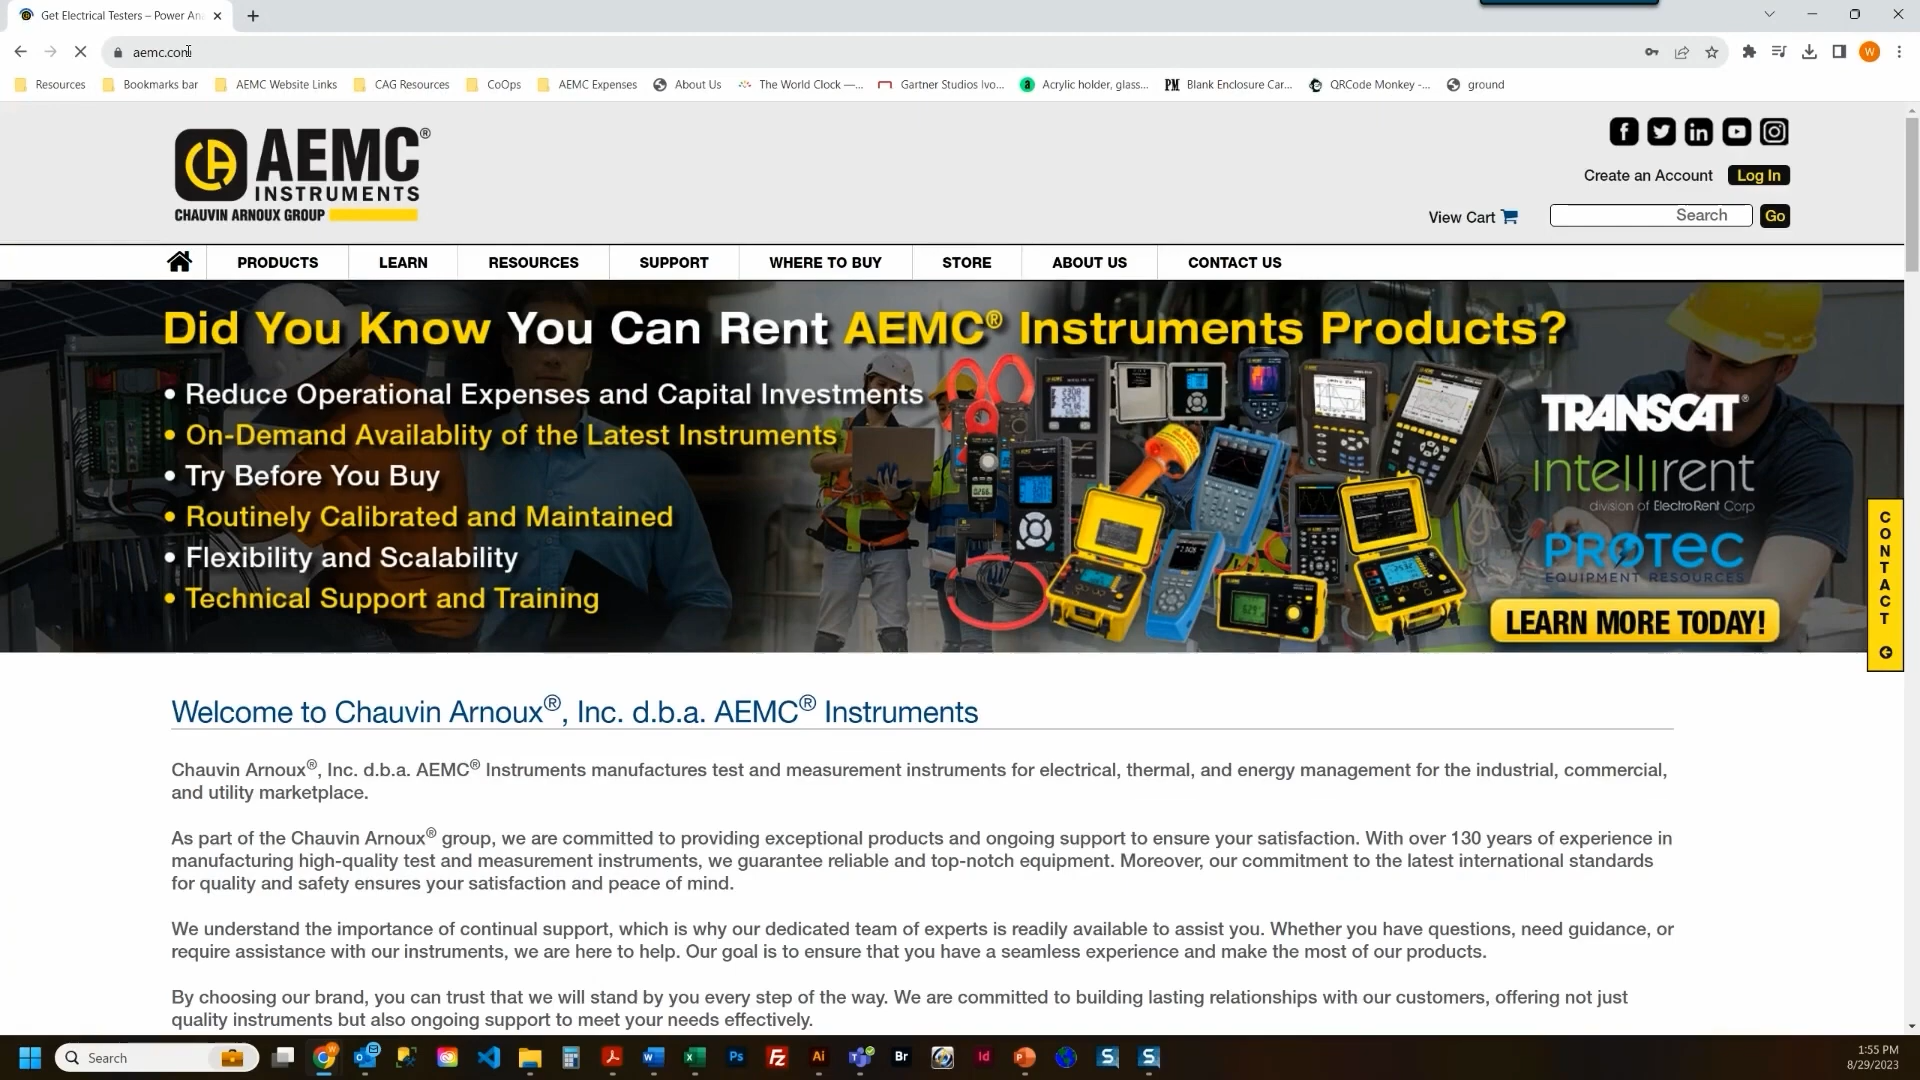 Get Electrical Testers – Power An
aemc.com
Resources
Bookmarks bar
AEMC Website Links
CAG Resources
CoOps
AEMC Expenses
About Us
The World Clock —...
Gartner Studios Ivo...
a
Acrylic holder, glass...
PM
Blank Enclosure Car...
QRCode Monkey -...
ground
W
AEMC®
INSTRUMENTS
CHAUVIN ARNOUX GROUP
Create an Account
Log In
View Cart
Search
Go
PRODUCTS
LEARN
RESOURCES
SUPPORT
WHERE TO BUY
STORE
ABOUT US
CONTACT US
Did You Know You Can Rent AEMC® Instruments Products?
• Reduce Operational Expenses and Capital Investments
• On-Demand Availablity of the Latest Instruments
• Try Before You Buy
• Routinely Calibrated and Maintained
• Flexibility and Scalability
• Technical Support and Training
TRANSCAT®
intellirent
division of ElectroRent Corp
PROTEC
EQUIPMENT RESOURCES
LEARN MORE TODAY!
CONTACT
Welcome to Chauvin Arnoux®, Inc. d.b.a. AEMC® Instruments
Chauvin Arnoux®, Inc. d.b.a. AEMC® Instruments manufactures test and measurement instruments for electrical, thermal, and energy management for the industrial, commercial,
and utility marketplace.
As part of the Chauvin Arnoux® group, we are committed to providing exceptional products and ongoing support to ensure your satisfaction. With over 130 years of experience in
manufacturing high-quality test and measurement instruments, we guarantee reliable and top-notch equipment. Moreover, our commitment to the latest international standards
for quality and safety ensures your satisfaction and peace of mind.
We understand the importance of continual support, which is why our dedicated team of experts is readily available to assist you. Whether you have questions, need guidance, or
require assistance with our instruments, we are here to help. Our goal is to ensure that you have a seamless experience and make the most of our products.
By choosing our brand, you can trust that we will stand by you every step of the way. We are committed to building lasting relationships with our customers, offering not just
quality instruments but also ongoing support to meet your needs effectively.
Search
Ps
Fz
Ai
Br
Id
S
S
1:55 PM
8/29/2023